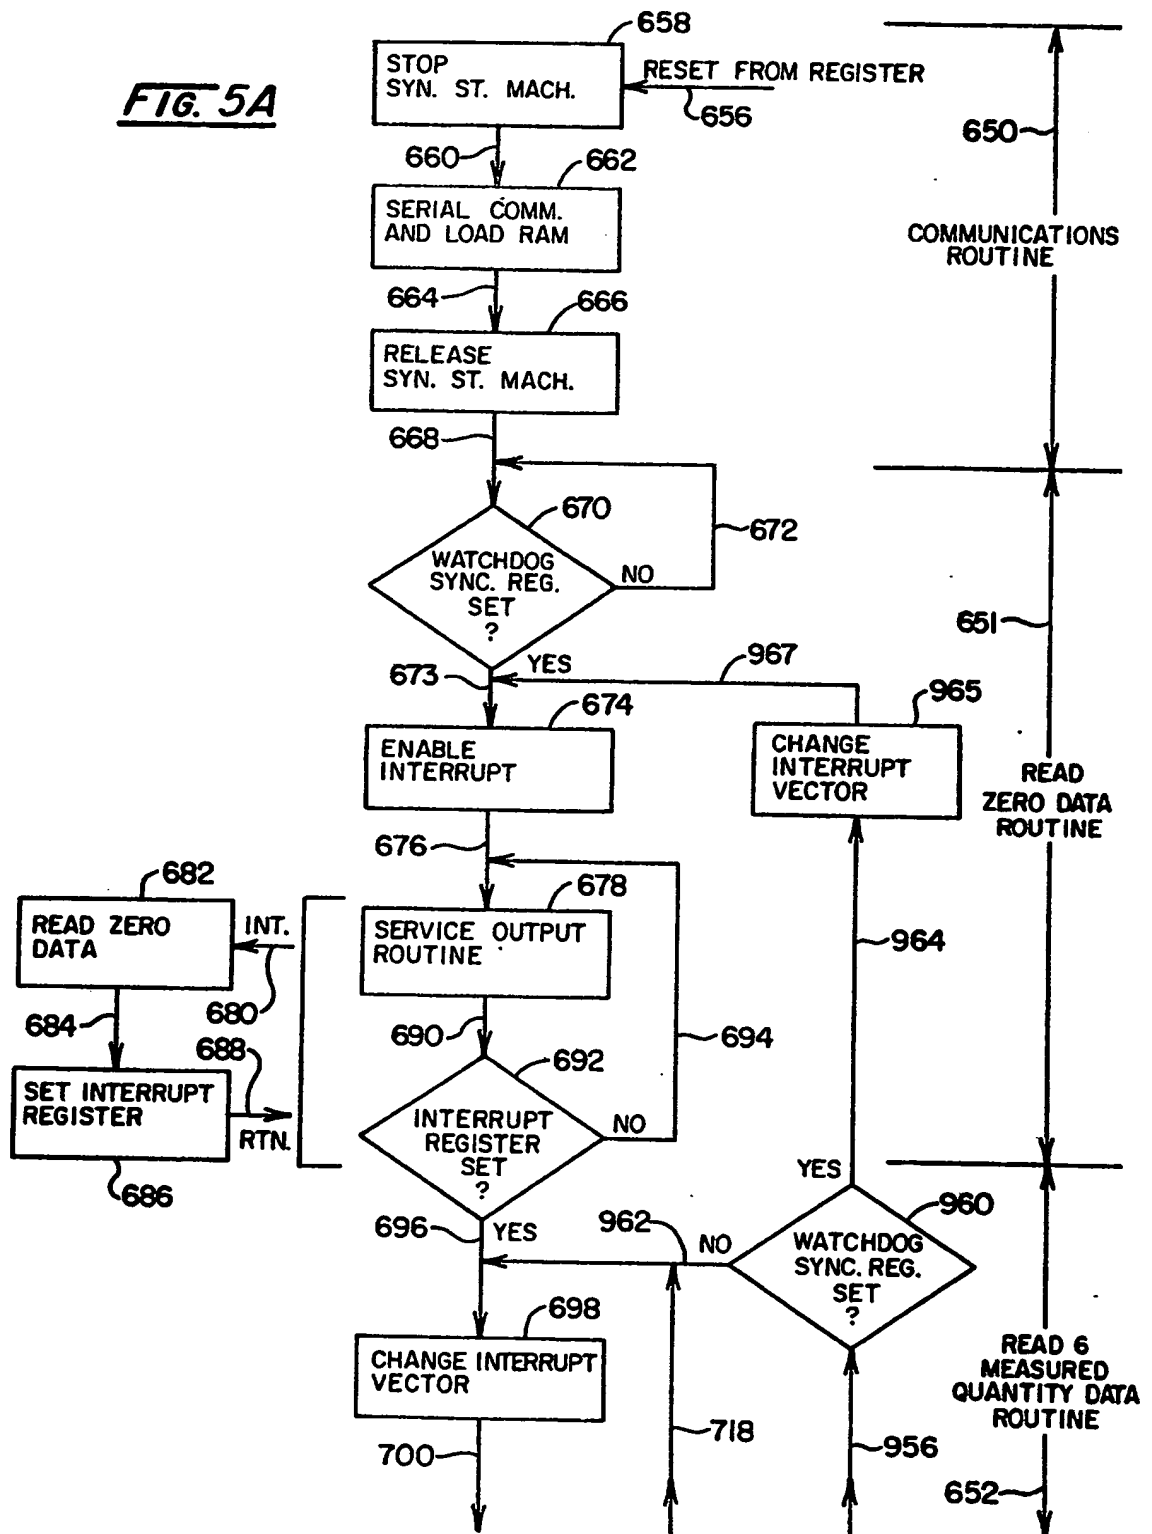 FIG. 5A
658
STOP
SYN. ST. MACH.
RESET FROM REGISTER
656
650
660
662
SERIAL COMM.
AND LOAD RAM
COMMUNICATIONS
ROUTINE
664
666
RELEASE
SYN. ST. MACH.
668
670
672
WATCHDOG
SYNC. REG.
SET
?
NO
651
YES
673
967
965
674
ENABLE
INTERRUPT
CHANGE
INTERRUPT
VECTOR
READ
ZERO DATA
ROUTINE
676
682
678
READ ZERO
DATA
INT.
SERVICE OUTPUT
ROUTINE
964
680
684
690
694
688
692
SET INTERRUPT
REGISTER
RTN.
INTERRUPT
REGISTER
SET
?
NO
686
YES
960
696
YES
962
NO
WATCHDOG
SYNC. REG.
SET
?
698
CHANGE INTERRUPT
VECTOR
READ 6
MEASURED
QUANTITY DATA
ROUTINE
700
718
956
652